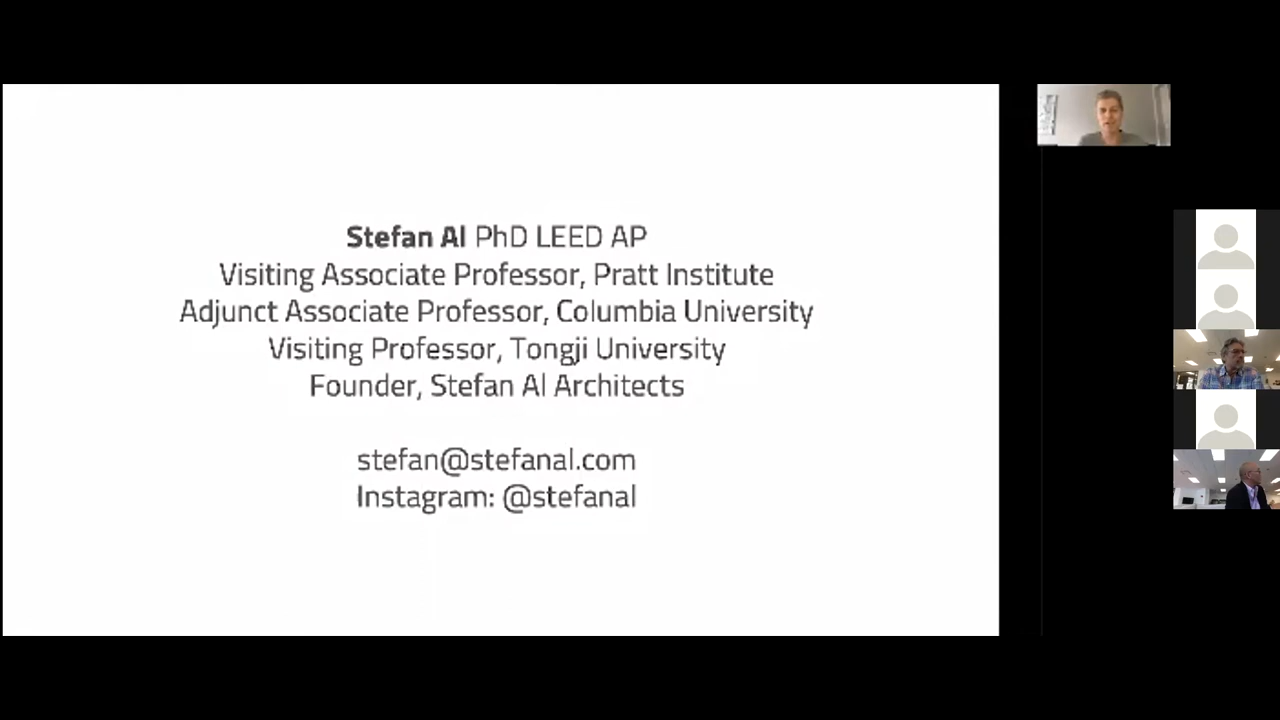 Stefan Al PhD LEED AP
Visiting Associate Professor, Pratt Institute
Adjunct Associate Professor, Columbia University
Visiting Professor, Tongji University
Founder, Stefan Al Architects
stefan@stefanal.com
Instagram: @stefanal